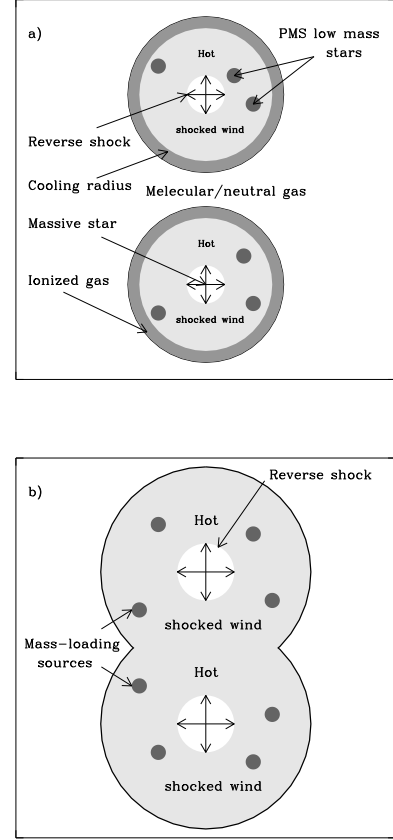 a)
PMS low mass
stars
Hot
shocked wind
Reverse shock
Cooling radius
Molecular/neutral gas
Massive star
Hot
Ionized gas
shocked wind
b)
Reverse shock
Hot
shocked wind
Mass-loading
sources
Hot
shocked wind